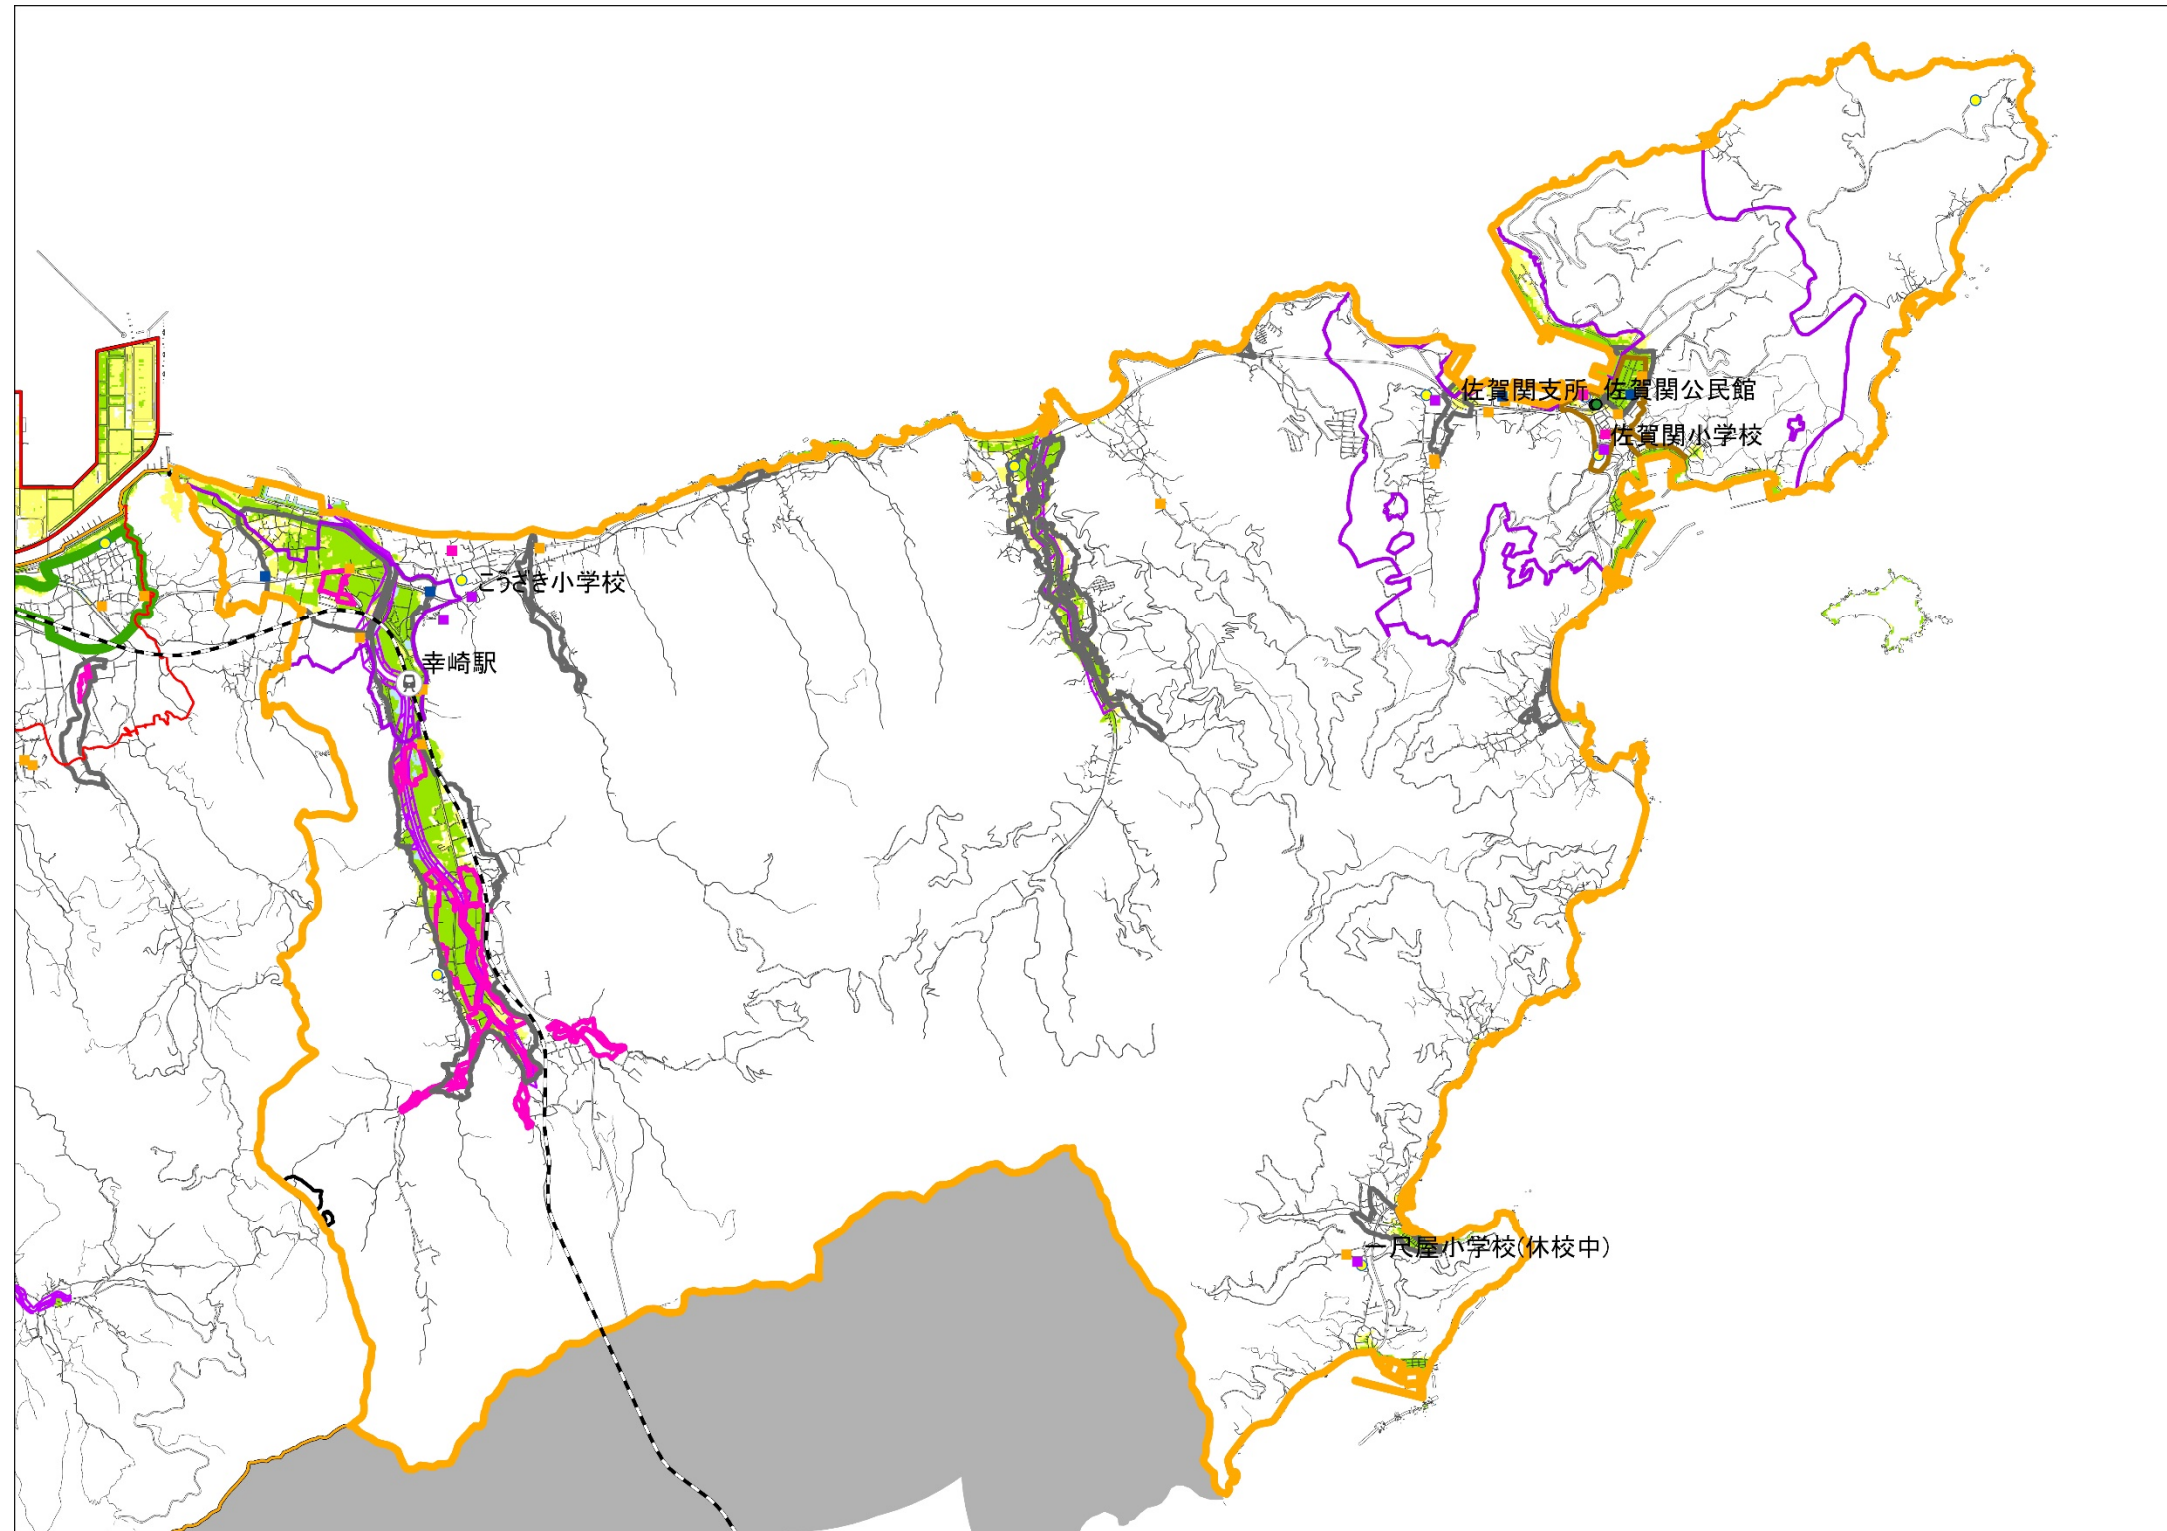 佐賀関支所
佐賀関公民館
佐賀関小学校
こうざき小学校
幸崎駅
一尺屋小学校(休校中)